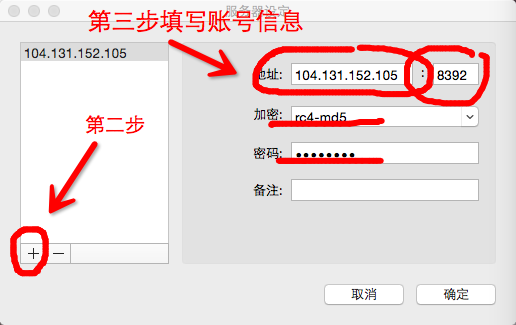 服务器设定
第三步填写账号信息
104.131.152.105
地址: 104.131.152.105 : 8392
加密: rc4-md5
第二步
密码: ••••••••
备注:
+ −
取消 确定